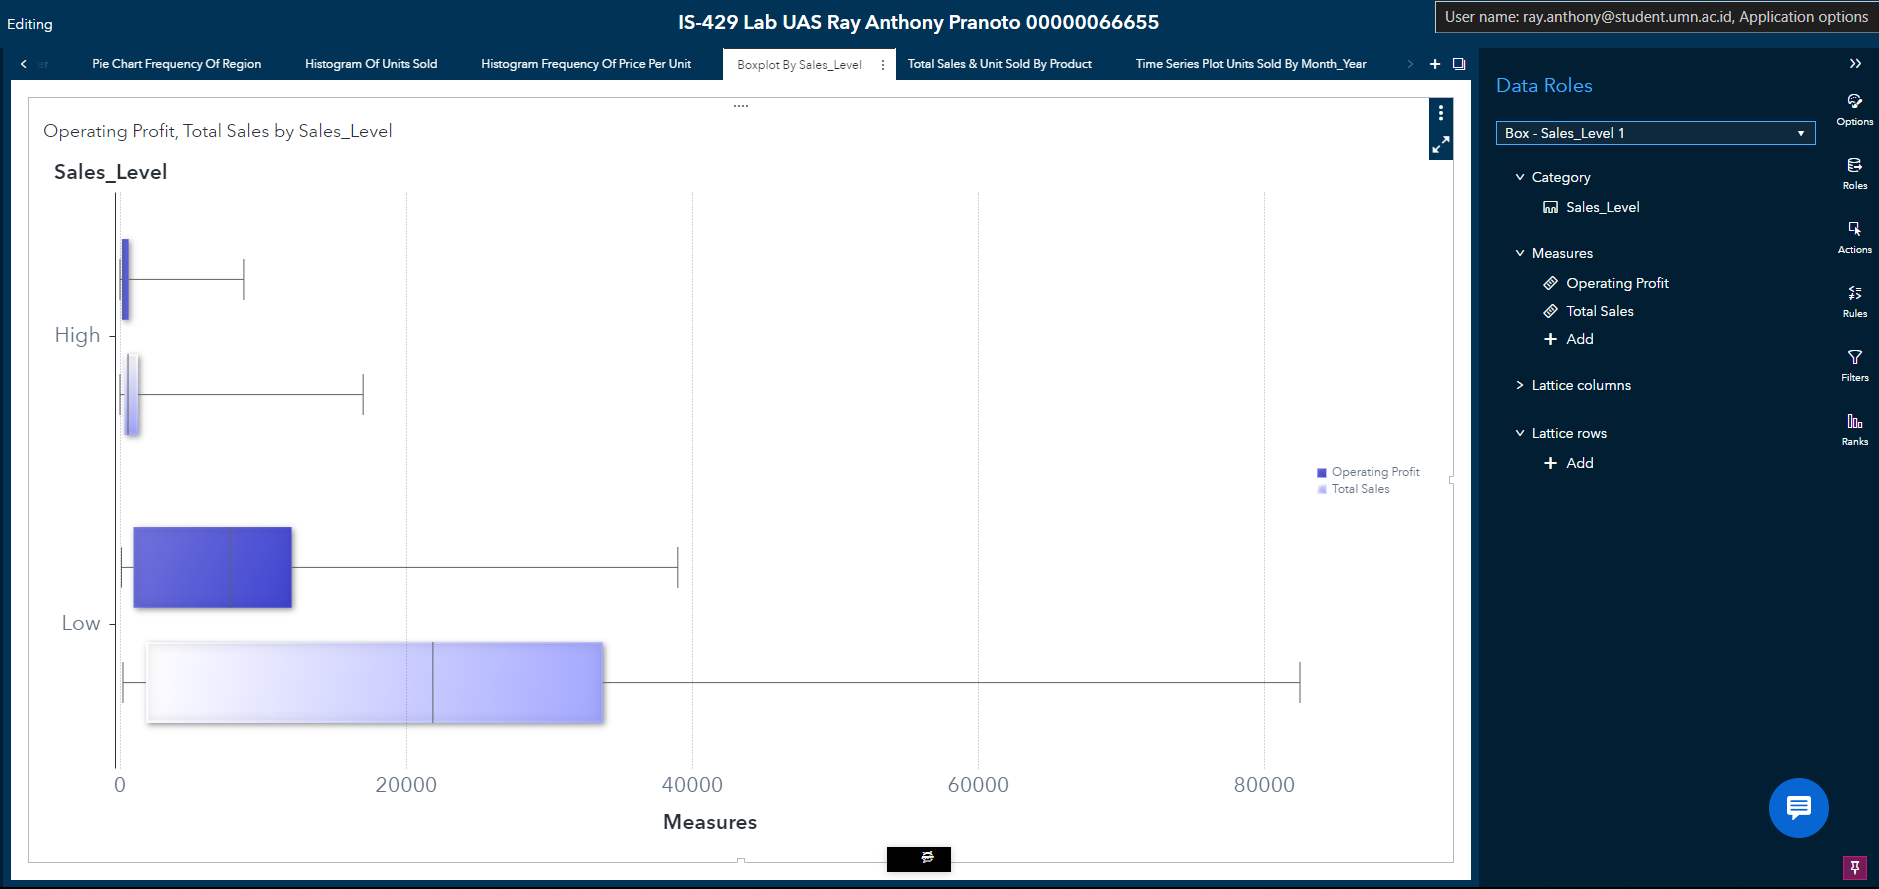 Editing
IS-429 Lab UAS Ray Anthony Pranoto 00000066655
User name: ray.anthony@student.umn.ac.id, Application options
Pie Chart Frequency Of Region
Histogram Of Units Sold
Histogram Frequency Of Price Per Unit
Boxplot By Sales_Level
Total Sales & Unit Sold By Product
Time Series Plot Units Sold By Month_Year
Operating Profit, Total Sales by Sales_Level
Sales_Level
High
Low
0
20000
40000
60000
80000
Measures
Operating Profit
Total Sales
Data Roles
Box - Sales_Level 1
Category
Sales_Level
Measures
Operating Profit
Total Sales
Add
Lattice columns
Lattice rows
Add
Options
Roles
Actions
Rules
Filters
Ranks